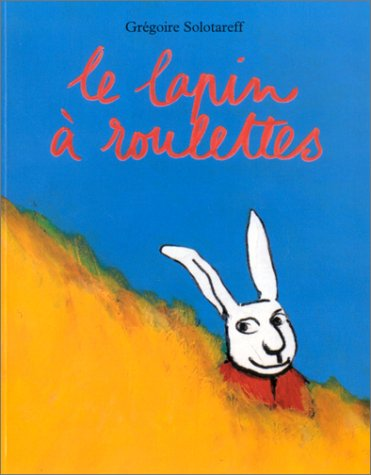 Grégoire Solotareff
le lapin
à roulettes